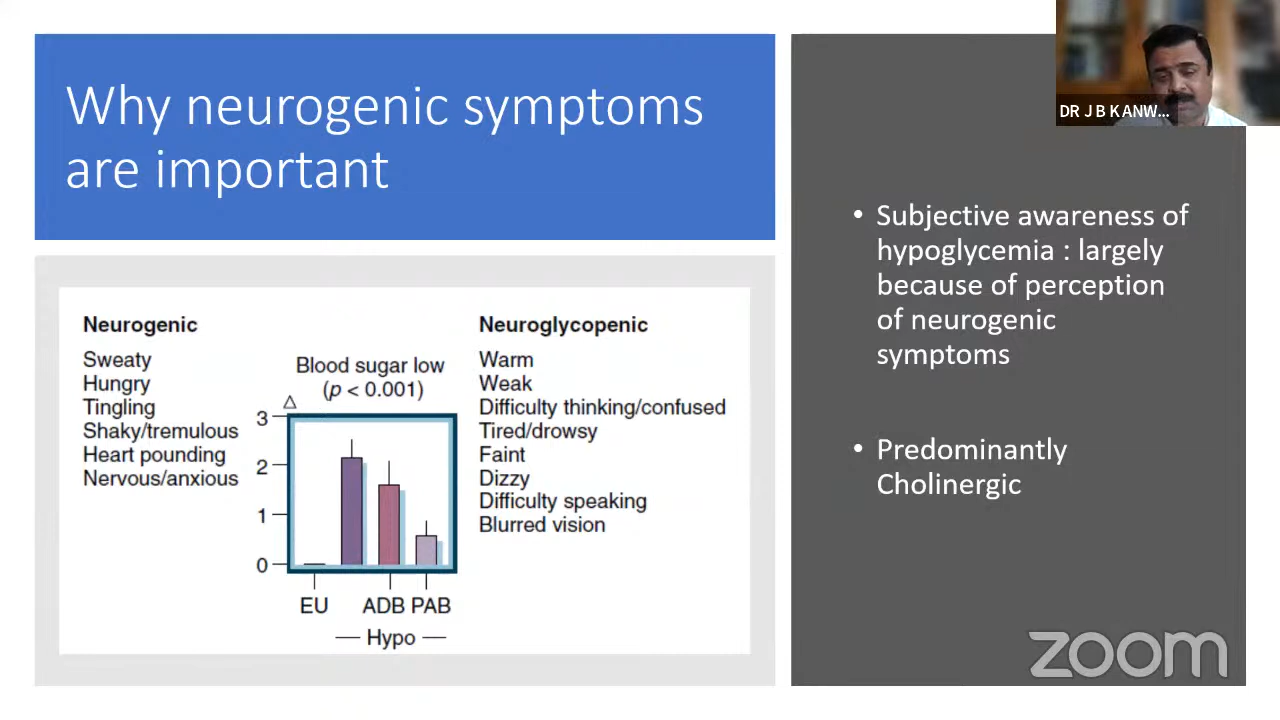 Why neurogenic symptoms
are important
DR J B KANW...
Neurogenic
Sweaty
Hungry
Tingling
Shaky/tremulous
Heart pounding
Nervous/anxious
Blood sugar low
(p < 0.001)
△
3
2
1
0
EU
ADB PAB
Hypo
Neuroglycopenic
Warm
Weak
Difficulty thinking/confused
Tired/drowsy
Faint
Dizzy
Difficulty speaking
Blurred vision
• Subjective awareness of
hypoglycemia : largely
because of perception
of neurogenic
symptoms
• Predominantly
Cholinergic
zoom